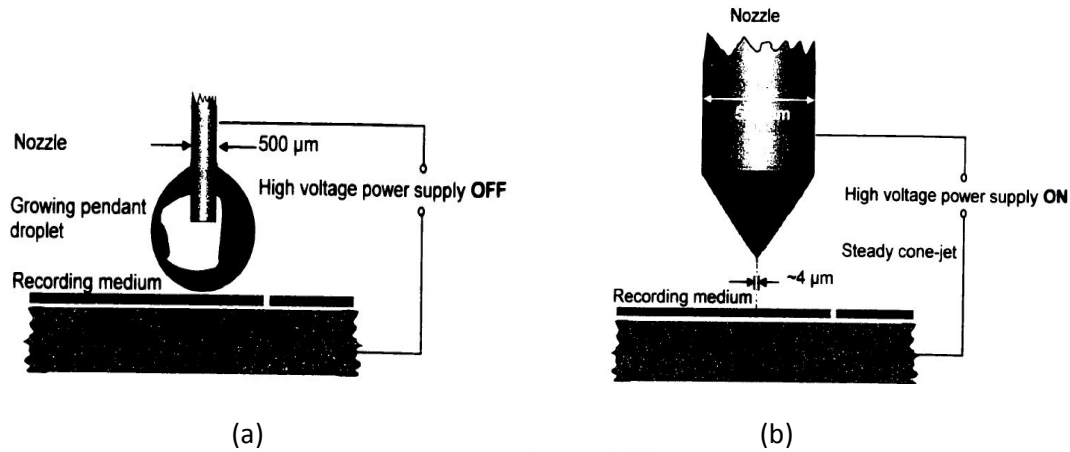 Nozzle
500 µm
High voltage power supply OFF
Growing pendant
droplet
Recording medium
(a)
Nozzle
High voltage power supply ON
Steady cone-jet
~4 µm
Recording medium
(b)